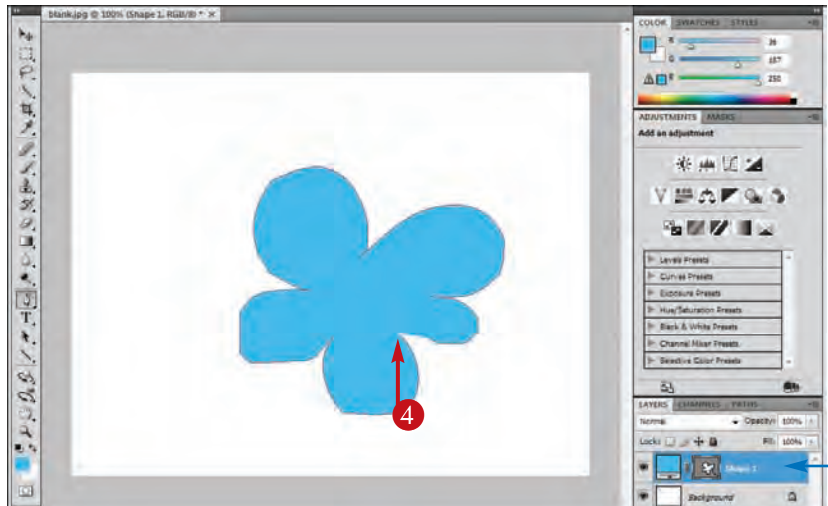 blank.jpg @ 100% (Shape 1, RGB/8) * ×
COLOR SWATCHES STYLES
R 26
G 187
B 250
ADJUSTMENTS MASKS
Add an adjustment
Levels Presets
Curves Presets
Exposure Presets
Hue/Saturation Presets
Black & White Presets
Channel Mixer Presets
Selective Color Presets
T
4
LAYERS CHANNELS PATHS
Normal Opacity: 100%
Lock: Fill: 100%
Shape 1
Background